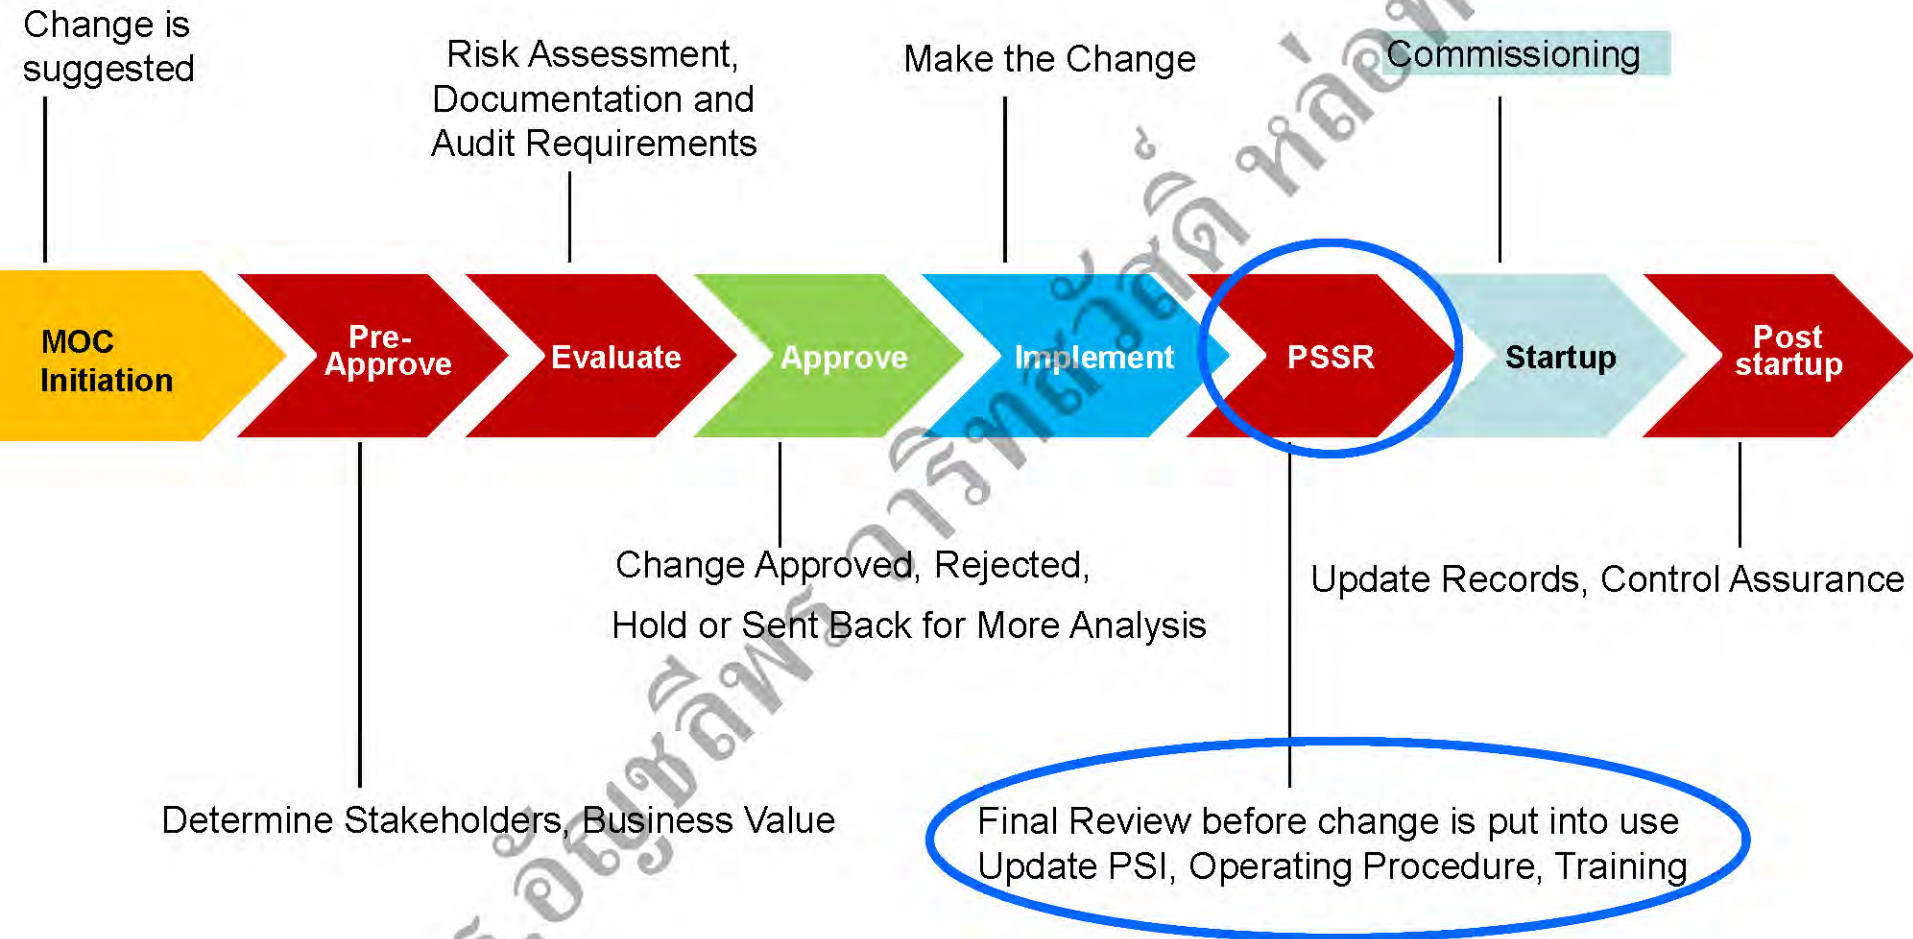 Change is
suggested
Risk Assessment,
Documentation and
Audit Requirements
Make the Change
Commissioning
MOC
Initiation
Pre-
Approve
Evaluate
Approve
Implement
PSSR
Startup
Post
startup
Change Approved, Rejected,
Hold or Sent Back for More Analysis
Update Records, Control Assurance
Determine Stakeholders, Business Value
Final Review before change is put into use
Update PSI, Operating Procedure, Training